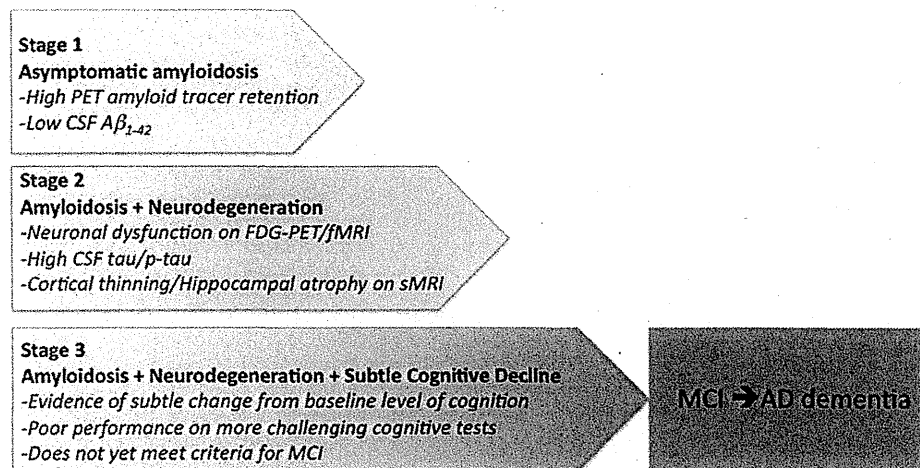 Stage 1
Asymptomatic amyloidosis
-High PET amyloid tracer retention
-Low CSF Aβ1-42
Stage 2
Amyloidosis + Neurodegeneration
-Neuronal dysfunction on FDG-PET/fMRI
-High CSF tau/p-tau
-Cortical thinning/Hippocampal atrophy on sMRI
Stage 3
Amyloidosis + Neurodegeneration + Subtle Cognitive Decline
-Evidence of subtle change from baseline level of cognition
-Poor performance on more challenging cognitive tests
-Does not yet meet criteria for MCI
MCI ➔ AD dementia